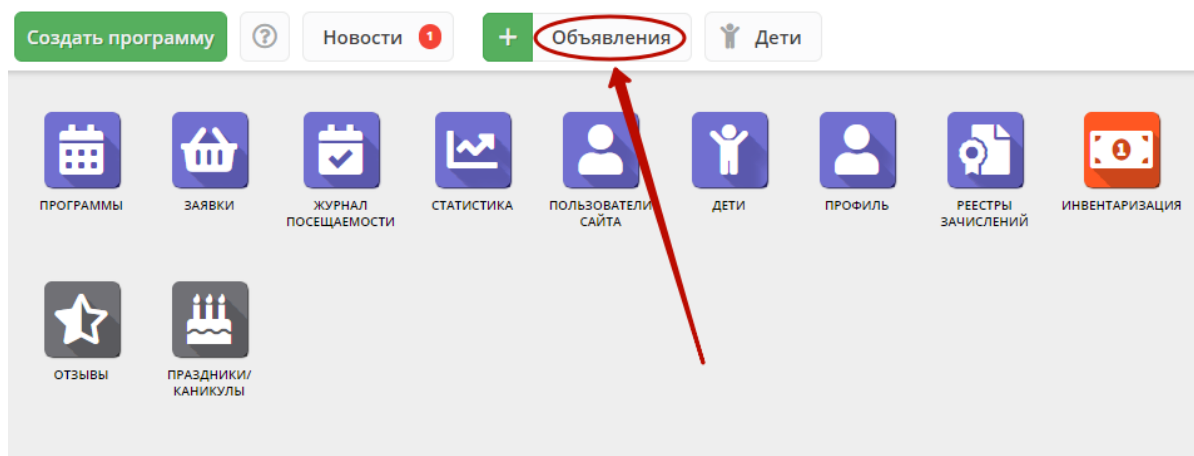 Создать программу ? Новости 1 + Объявления Дети
ПРОГРАММЫ
ЗАЯВКИ
ЖУРНАЛ
ПОСЕЩАЕМОСТИ
СТАТИСТИКА
ПОЛЬЗОВАТЕЛИ
САЙТА
ДЕТИ
ПРОФИЛЬ
РЕЕСТРЫ
ЗАЧИСЛЕНИЙ
1
ИНВЕНТАРИЗАЦИЯ
ОТЗЫВЫ
ПРАЗДНИКИ/
КАНИКУЛЫ